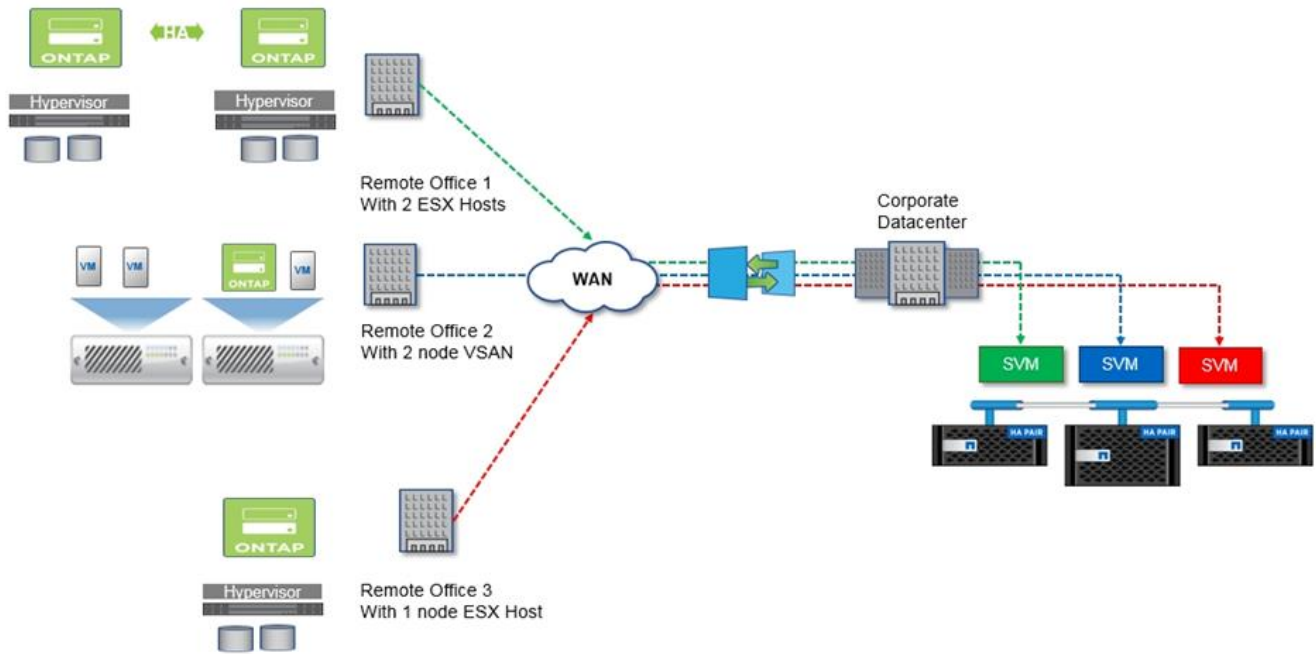 HA
ONTAP
ONTAP
Hypervisor
Hypervisor
Remote Office 1
With 2 ESX Hosts
Corporate
Datacenter
VM
VM
ONTAP
VM
WAN
Remote Office 2
With 2 node VSAN
SVM
SVM
SVM
HA PAIR
HA PAIR
HA PAIR
ONTAP
Hypervisor
Remote Office 3
With 1 node ESX Host